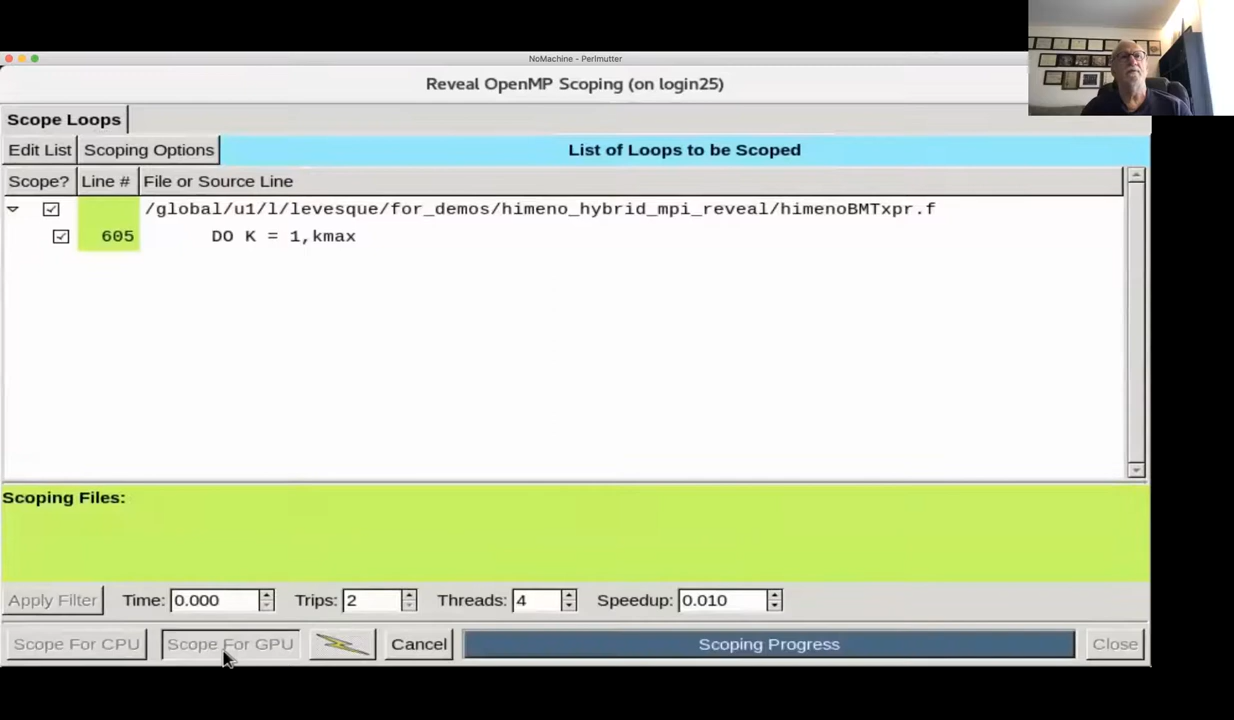 NoMachine - Perlmutter
Reveal OpenMP Scoping (on login25)
Scope Loops
Edit List Scoping Options List of Loops to be Scoped
Scope? Line # File or Source Line
/global/u1/l/levesque/for_demos/himeno_hybrid_mpi_reveal/himenoBMTxpr.f
605 DO K = 1,kmax
Scoping Files:
Apply Filter Time: 0.000 Trips: 2 Threads: 4 Speedup: 0.010
Scope For CPU Scope For GPU Cancel Scoping Progress Close